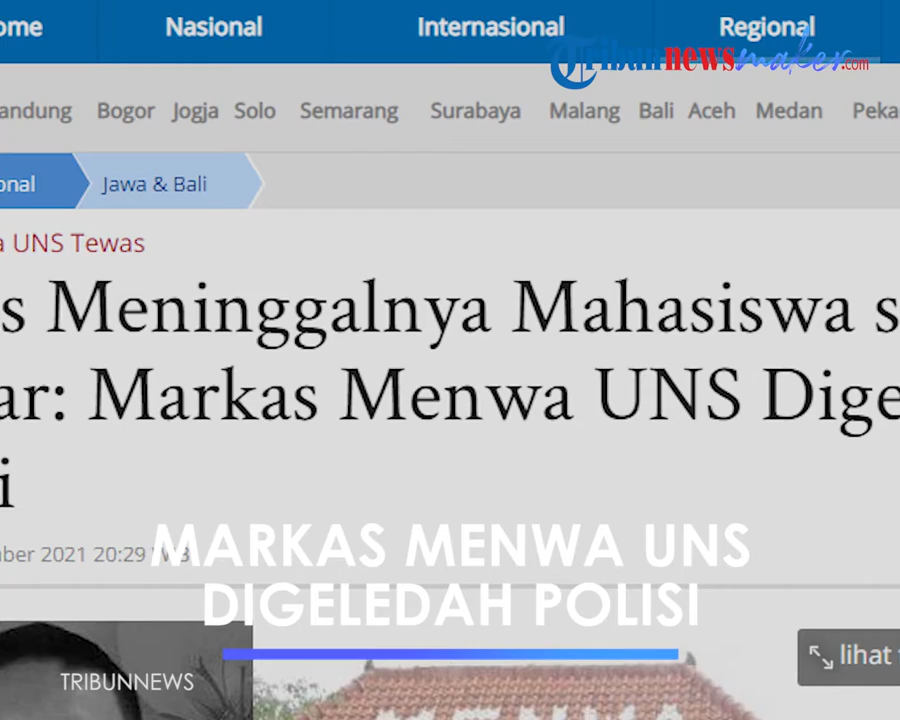 ome Nasional Internasional Regional
Tribunnewsmaker.com
andung Bogor Jogja Solo Semarang Surabaya Malang Bali Aceh Medan Peka
onal Jawa & Bali
a UNS Tewas
s Meninggalnya Mahasiswa s
ar: Markas Menwa UNS Dige
i
ber 2021 20:29 WIB
MARKAS MENWA UNS
DIGELEDAH POLISI
lihat
TRIBUNNEWS
MENWA